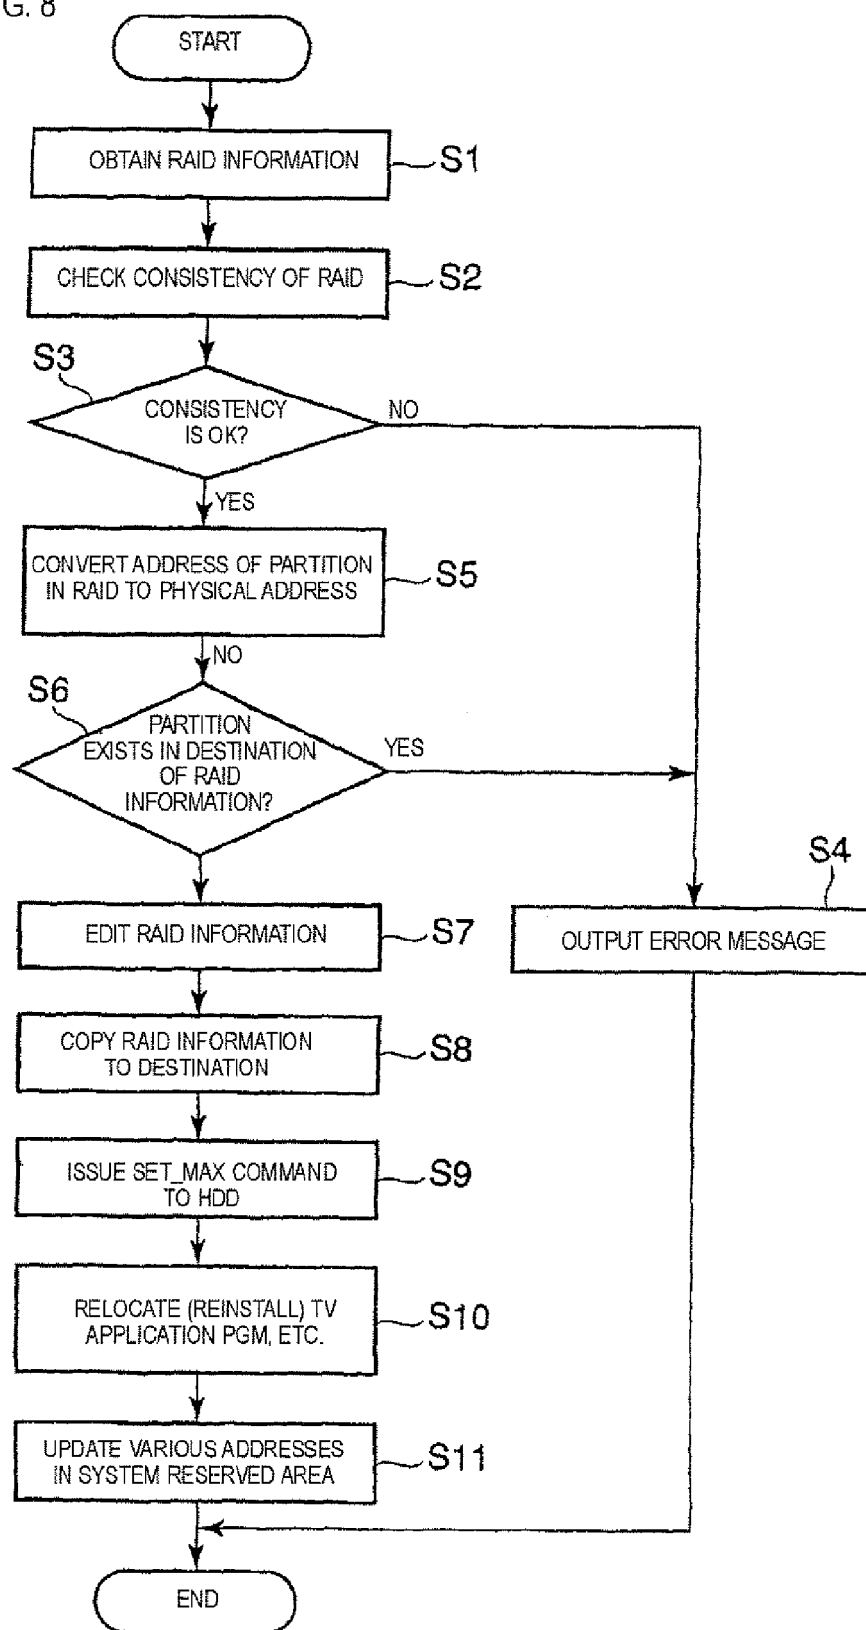 G. 8
START
OBTAIN RAID INFORMATION
S1
CHECK CONSISTENCY OF RAID
S2
S3
CONSISTENCY
IS OK?
NO
YES
CONVERT ADDRESS OF PARTITION
IN RAID TO PHYSICAL ADDRESS
S5
NO
S6
PARTITION
EXISTS IN DESTINATION
OF RAID
INFORMATION?
YES
S4
OUTPUT ERROR MESSAGE
EDIT RAID INFORMATION
S7
COPY RAID INFORMATION
TO DESTINATION
S8
ISSUE SET_MAX COMMAND
TO HDD
S9
RELOCATE (REINSTALL) TV
APPLICATION PGM, ETC.
S10
UPDATE VARIOUS ADDRESSES
IN SYSTEM RESERVED AREA
S11
END